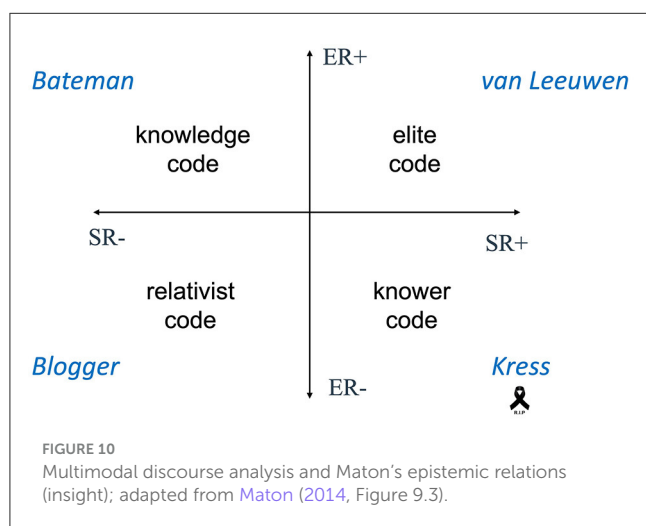 ER+
Bateman
van Leeuwen
knowledge
code
elite
code
SR-
SR+
relativist
code
knower
code
Blogger
Kress
ER-
R.I.P
FIGURE 10
Multimodal discourse analysis and Maton’s epistemic relations
(insight); adapted from Maton (2014, Figure 9.3).